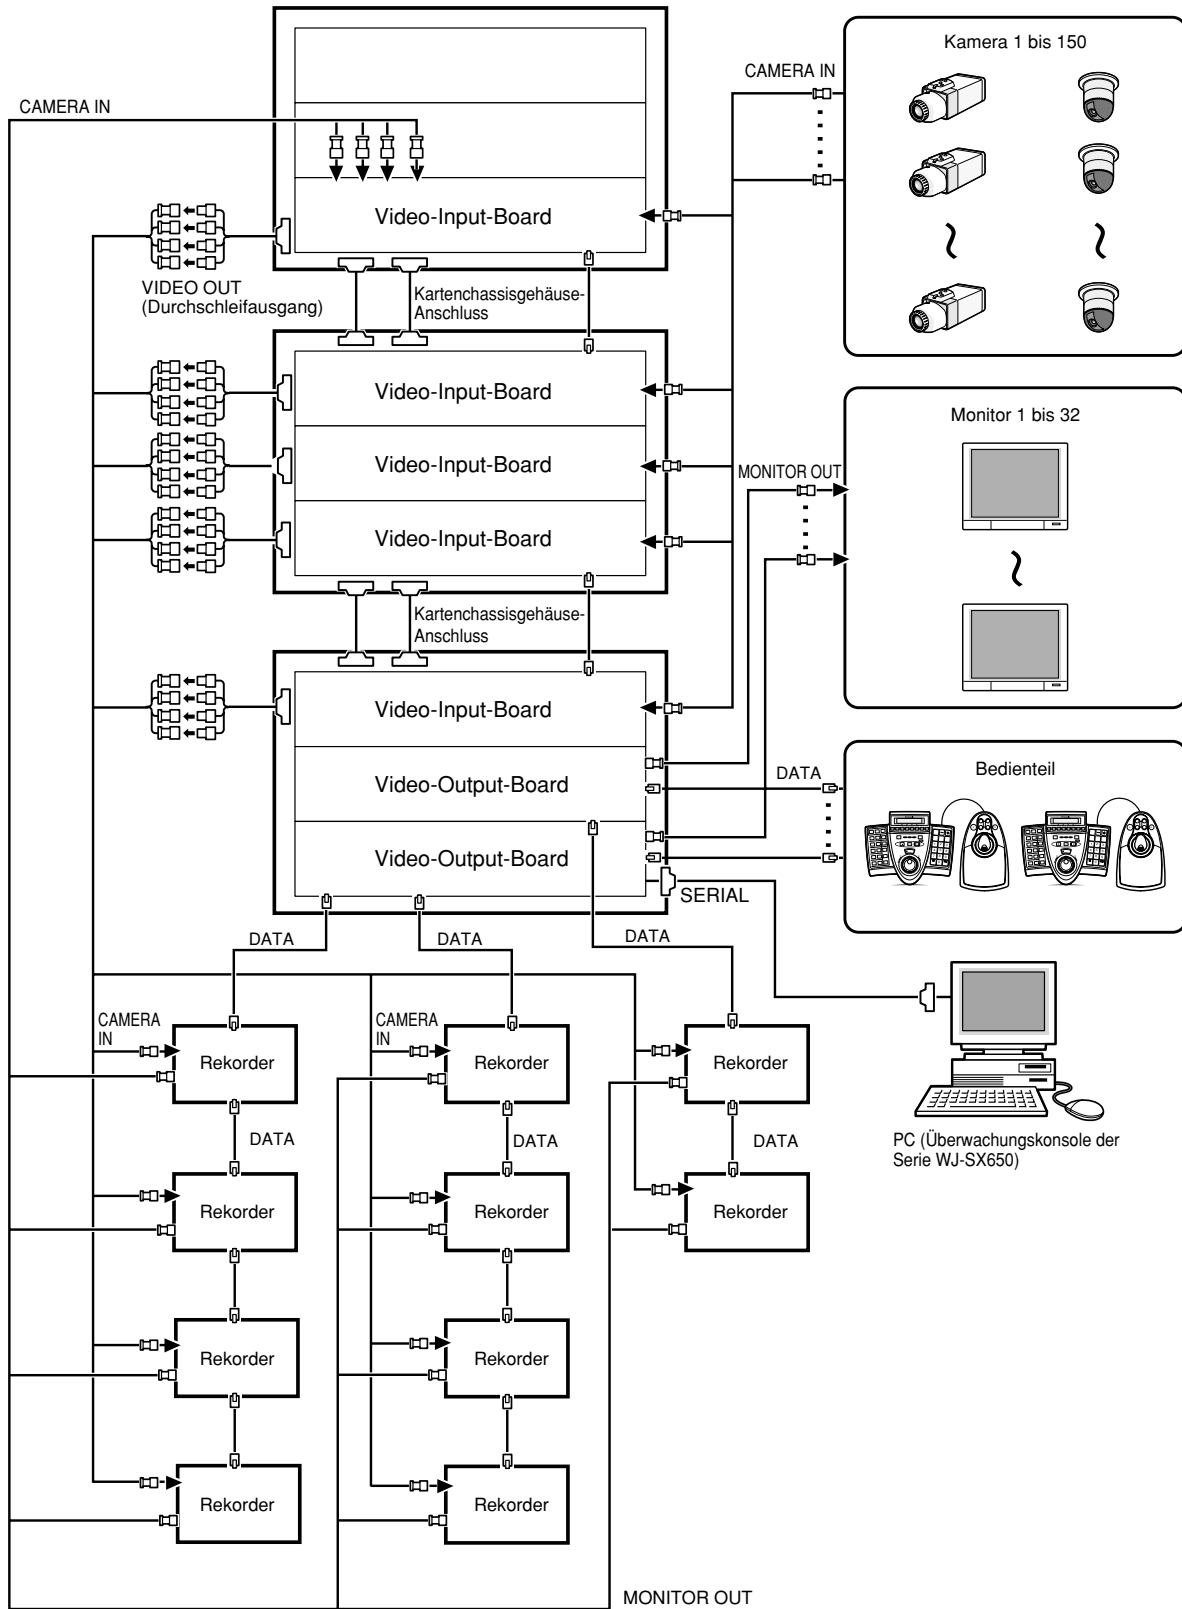 Kamera 1 bis 150
CAMERA IN
CAMERA IN
Video-Input-Board
VIDEO OUT
(Durchschleifausgang)
Kartenchassisgehäuse-
Anschluss
Video-Input-Board
Video-Input-Board
Video-Input-Board
Monitor 1 bis 32
MONITOR OUT
Kartenchassisgehäuse-
Anschluss
Video-Input-Board
Video-Output-Board
Video-Output-Board
DATA
Bedienteil
SERIAL
DATA
DATA
DATA
CAMERA
IN
Rekorder
CAMERA
IN
Rekorder
Rekorder
DATA
DATA
DATA
PC (Überwachungskonsole der
Serie WJ-SX650)
Rekorder
Rekorder
Rekorder
Rekorder
Rekorder
Rekorder
Rekorder
MONITOR OUT